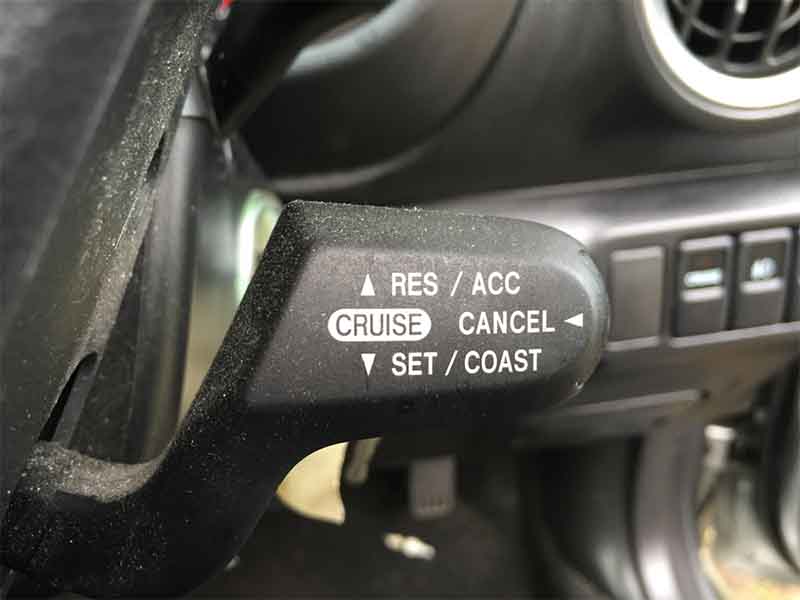 ▲ RES / ACC
CRUISE CANCEL ◄
▼ SET / COAST